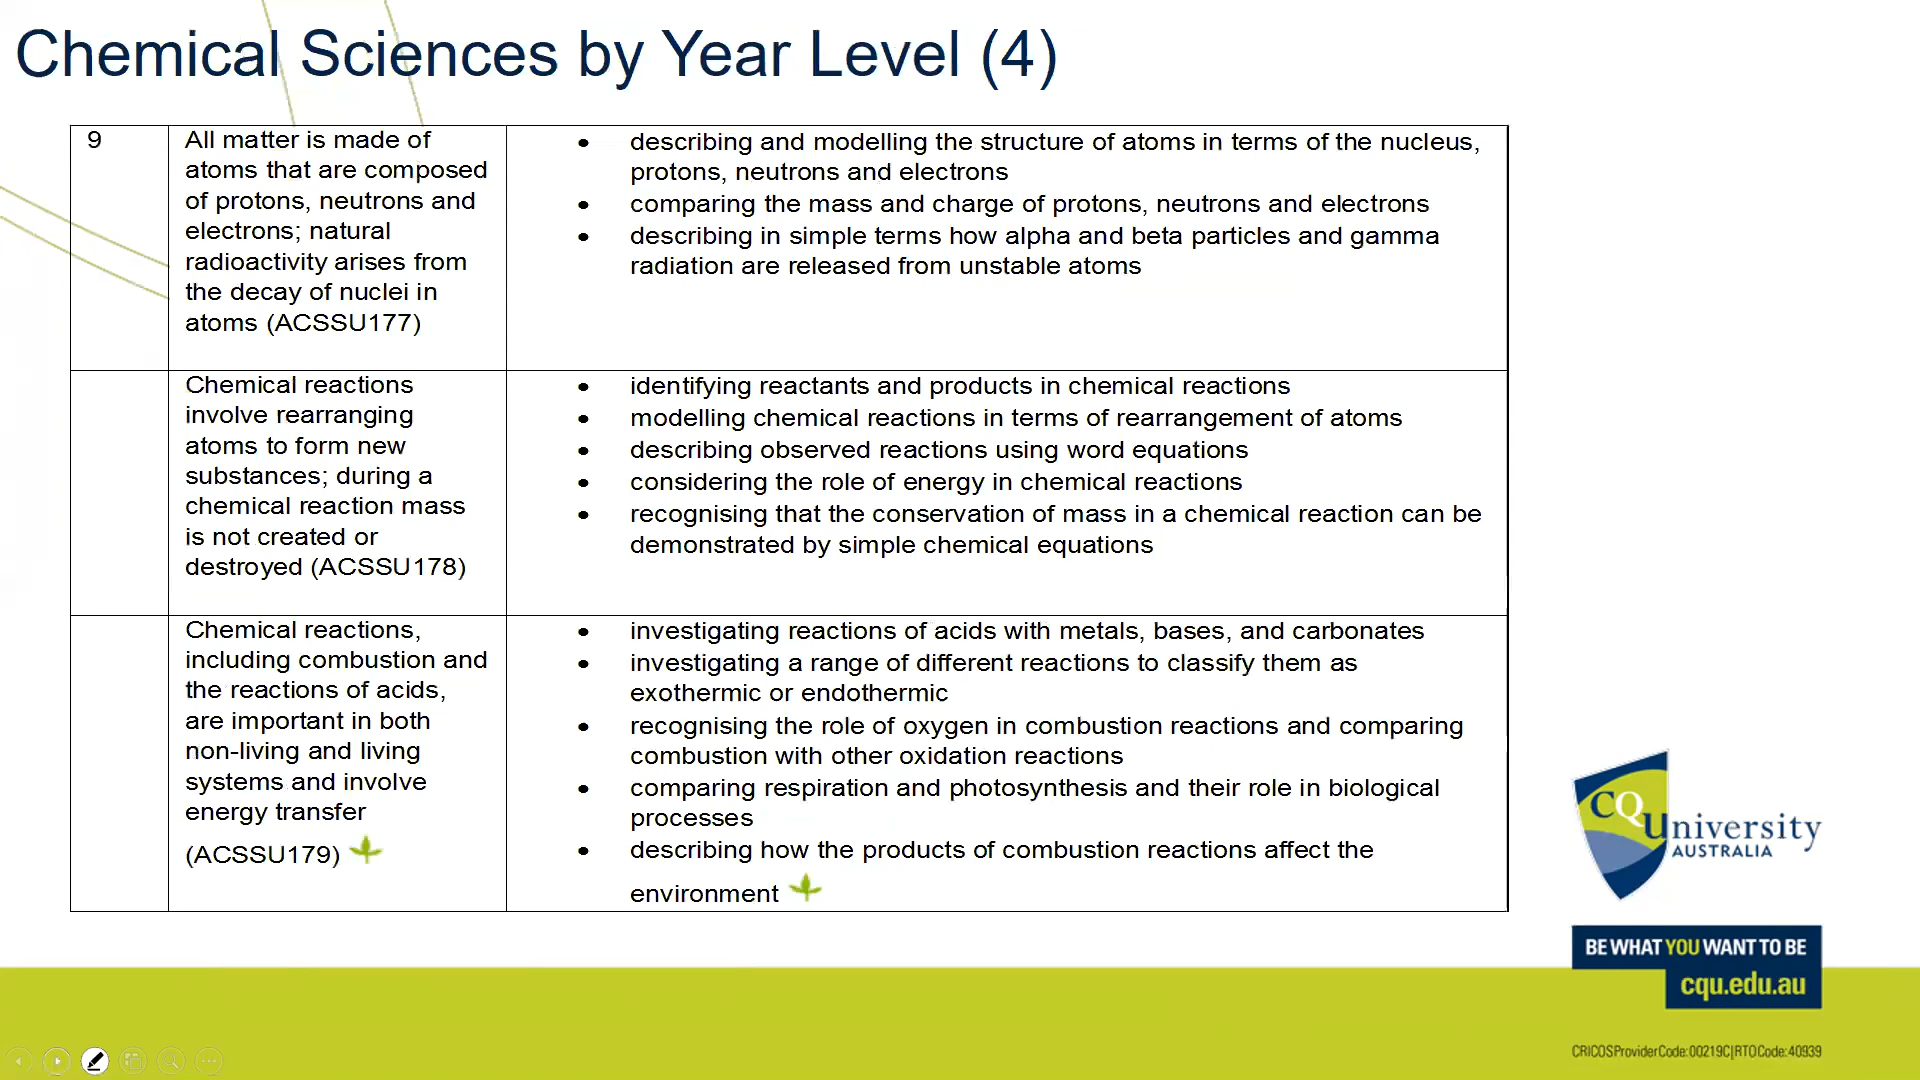 Chemical Sciences by Year Level (4)
9
All matter is made of
atoms that are composed
of protons, neutrons and
electrons; natural
radioactivity arises from
the decay of nuclei in
atoms (ACSSU177)
• describing and modelling the structure of atoms in terms of the nucleus,
protons, neutrons and electrons
• comparing the mass and charge of protons, neutrons and electrons
• describing in simple terms how alpha and beta particles and gamma
radiation are released from unstable atoms
Chemical reactions
involve rearranging
atoms to form new
substances; during a
chemical reaction mass
is not created or
destroyed (ACSSU178)
• identifying reactants and products in chemical reactions
• modelling chemical reactions in terms of rearrangement of atoms
• describing observed reactions using word equations
• considering the role of energy in chemical reactions
• recognising that the conservation of mass in a chemical reaction can be
demonstrated by simple chemical equations
Chemical reactions,
including combustion and
the reactions of acids,
are important in both
non-living and living
systems and involve
energy transfer
(ACSSU179)
• investigating reactions of acids with metals, bases, and carbonates
• investigating a range of different reactions to classify them as
exothermic or endothermic
• recognising the role of oxygen in combustion reactions and comparing
combustion with other oxidation reactions
• comparing respiration and photosynthesis and their role in biological
processes
• describing how the products of combustion reactions affect the
environment
CQUniversity
AUSTRALIA
BE WHAT YOU WANT TO BE
cqu.edu.au
CRICOS Provider Code: 00219C | RTO Code: 40939